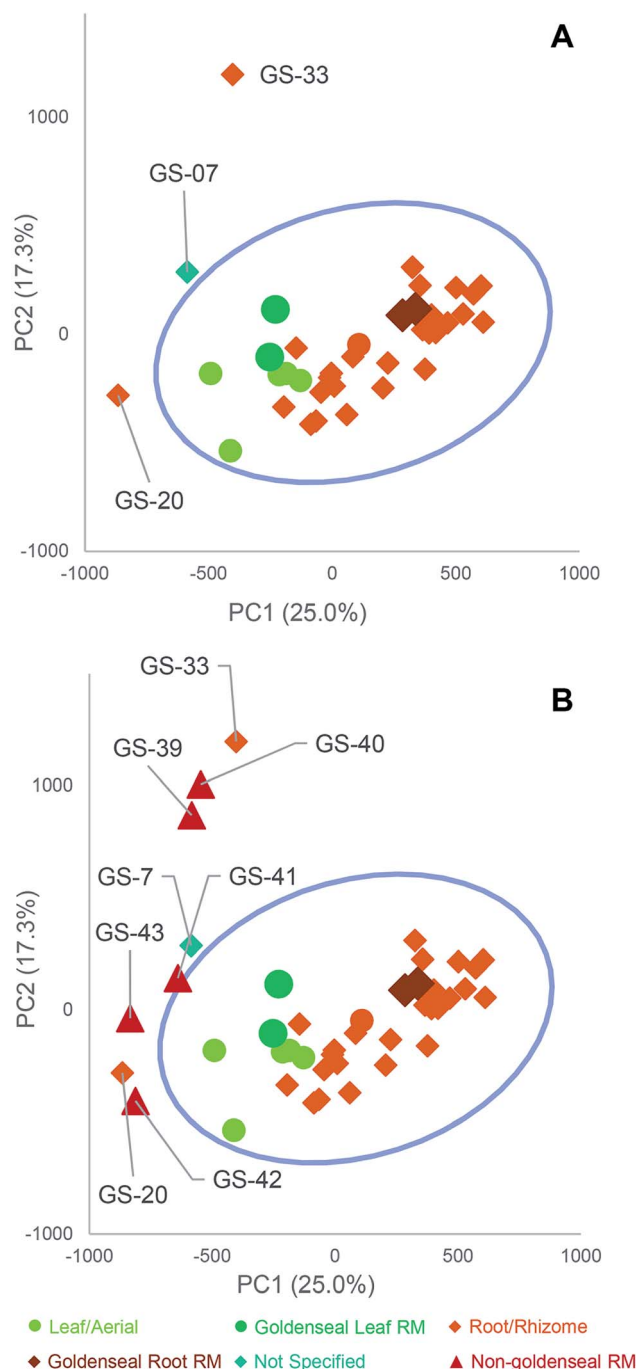 A
GS-33
1000
GS-07
PC2 (17.3%)
0
GS-20
-1000
-1000
-500
0
500
1000
PC1 (25.0%)
B
GS-33
GS-39
GS-40
1000
GS-7
GS-41
GS-43
PC2 (17.3%)
0
GS-42
GS-20
-1000
-1000
-500
0
500
1000
PC1 (25.0%)
Leaf/Aerial
Goldenseal Leaf RM
Root/Rhizome
Goldenseal Root RM
Not Specified
Non-goldenseal RM